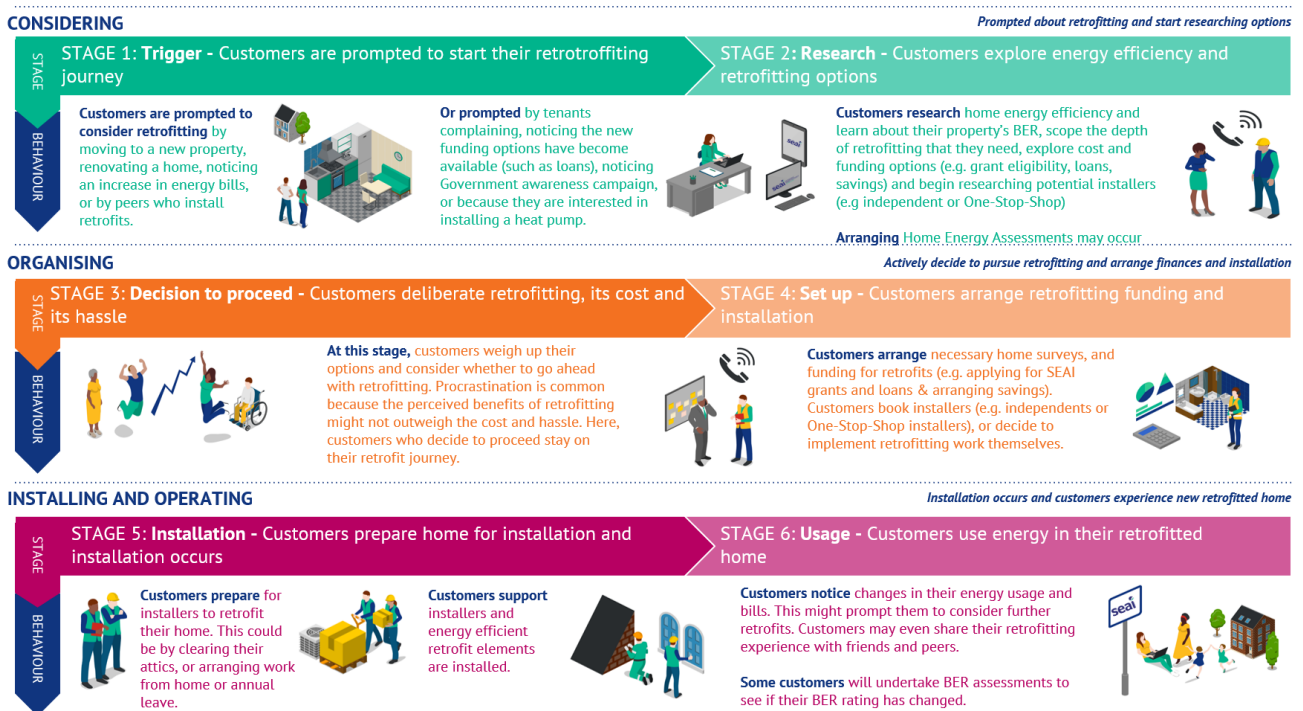 CONSIDERING
Prompted about retrofitting and start researching options
STAGE
STAGE 1: Trigger - Customers are prompted to start their retrotroffiting
journey
STAGE 2: Research - Customers explore energy efficiency and
retrofitting options
BEHAVIOUR
Customers are prompted to
consider retrofitting by
moving to a new property,
renovating a home, noticing
an increase in energy bills,
or by peers who install
retrofits.
Or prompted by tenants
complaining, noticing the new
funding options have become
available (such as loans), noticing
Government awareness campaign,
or because they are interested in
installing a heat pump.
seai
seai
Customers research home energy efficiency and
learn about their property's BER, scope the depth
of retrofitting that they need, explore cost and
funding options (e.g. grant eligibility, loans,
savings) and begin researching potential installers
(e.g independent or One-Stop-Shop)
Arranging Home Energy Assessments may occur
ORGANISING
Actively decide to pursue retrofitting and arrange finances and installation
STAGE
STAGE 3: Decision to proceed - Customers deliberate retrofitting, its cost and
its hassle
STAGE 4: Set up - Customers arrange retrofitting funding and
installation
BEHAVIOUR
At this stage, customers weigh up their
options and consider whether to go ahead
with retrofitting. Procrastination is common
because the perceived benefits of retrofitting
might not outweigh the cost and hassle. Here,
customers who decide to proceed stay on
their retrofit journey.
Customers arrange necessary home surveys, and
funding for retrofits (e.g. applying for SEAI
grants and loans & arranging savings).
Customers book installers (e.g. independents or
One-Stop-Shop installers), or decide to
implement retrofitting work themselves.
INSTALLING AND OPERATING
Installation occurs and customers experience new retrofitted home
STAGE
STAGE 5: Installation - Customers prepare home for installation and
installation occurs
STAGE 6: Usage - Customers use energy in their retrofitted
home
BEHAVIOUR
Customers prepare for
installers to retrofit
their home. This could
be by clearing their
attics, or arranging work
from home or annual
leave.
Customers support
installers and
energy efficient
retrofit elements
are installed.
Customers notice changes in their energy usage and
bills. This might prompt them to consider further
retrofits. Customers may even share their retrofitting
experience with friends and peers.
Some customers will undertake BER assessments to
see if their BER rating has changed.
seai